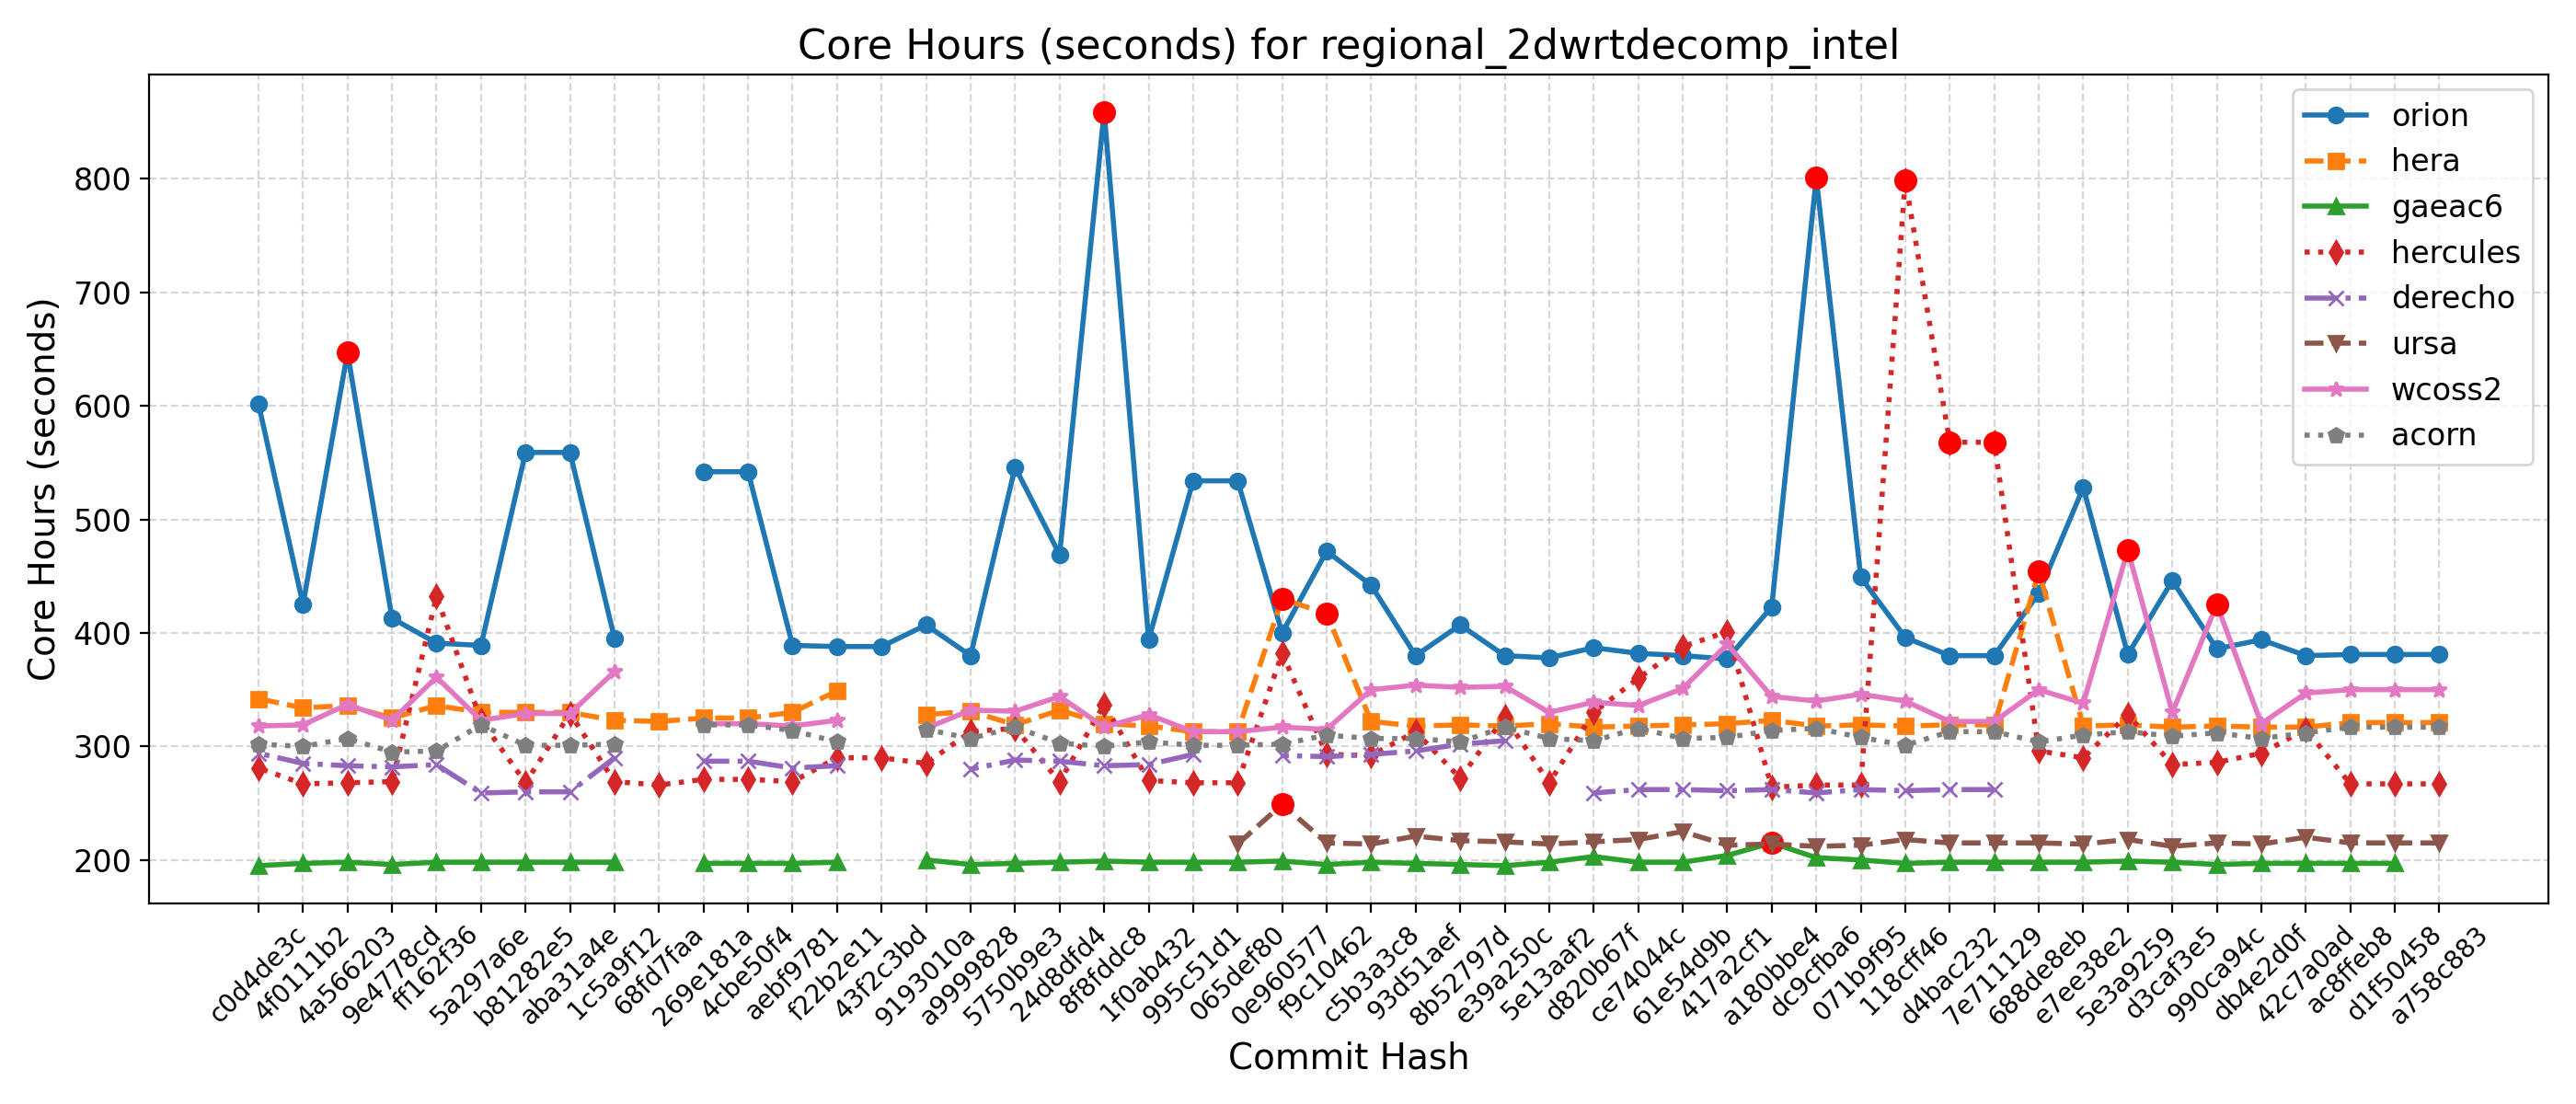 Core Hours (seconds) for regional_2dwrtdecomp_intel
Core Hours (seconds)
800
700
600
500
400
300
200
orion
hera
gaeac6
hercules
derecho
ursa
wcoss2
acorn
c0d4de3c
4f0111b2
4a566203
9e4778cd
ff162f36
5a297a6e
b81282e5
aba31a4e
1c5a9f12
68fd7faa
269e181a
4cbe50f4
aebf9781
f22b2e11
43f2c3bd
9193010a
a9999828
5750b9e3
24d8dfd4
8f8fddc8
1f0ab432
995c51d1
065def80
0e960577
f9c10462
c5b3a3c8
93d51aef
8b52797d
e39a250c
5e13aaf2
d820b67f
ce74044c
61e54d9b
417a2cf1
a180bbe4
dc9cfba6
071b9f95
118cff46
d4bac232
7e711129
688de8eb
e7ee38e2
5e3a9259
d3caf3e5
990ca94c
db4e2d0f
42c7a0ad
ac8ffeb8
d1f50458
a758c883
Commit Hash